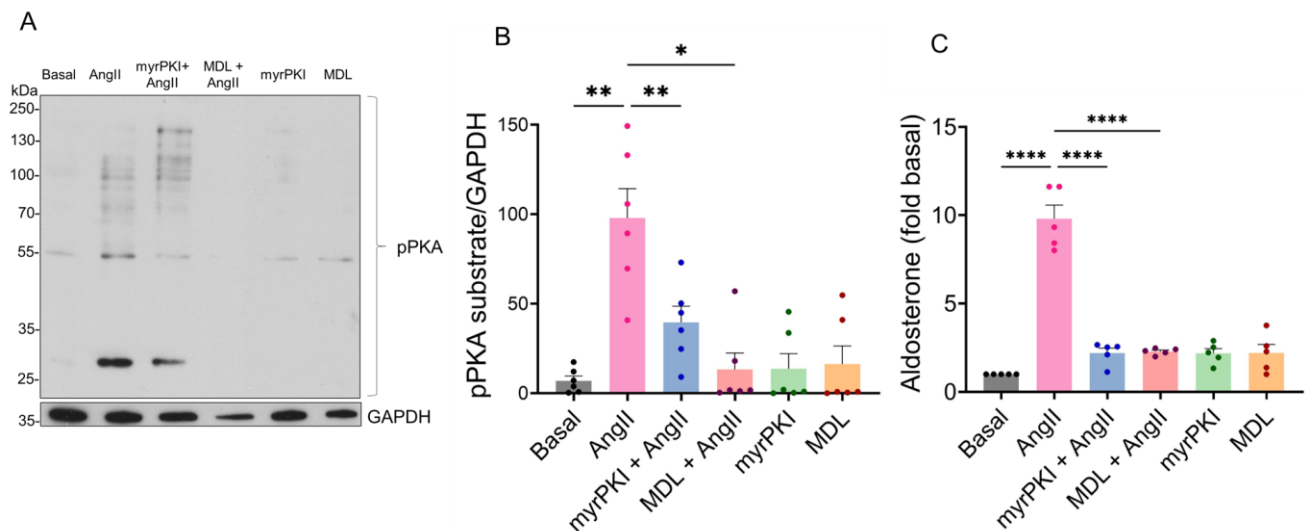 A
Basal
AngII
myrPKI+
AngII
MDL +
AngII
myrPKI
MDL
kDa
250-
130-
100-
70-
55-
35-
25-
pPKA
35-
GAPDH
B
pPKA substrate/GAPDH
150
100
50
0
*
** **
Basal
AngII
myrPKI + AngII
MDL + AngII
myrPKI
MDL
C
Aldosterone (fold basal)
15
10
5
0
****
**** ****
Basal
AngII
myrPKI + AngII
MDL + AngII
myrPKI
MDL